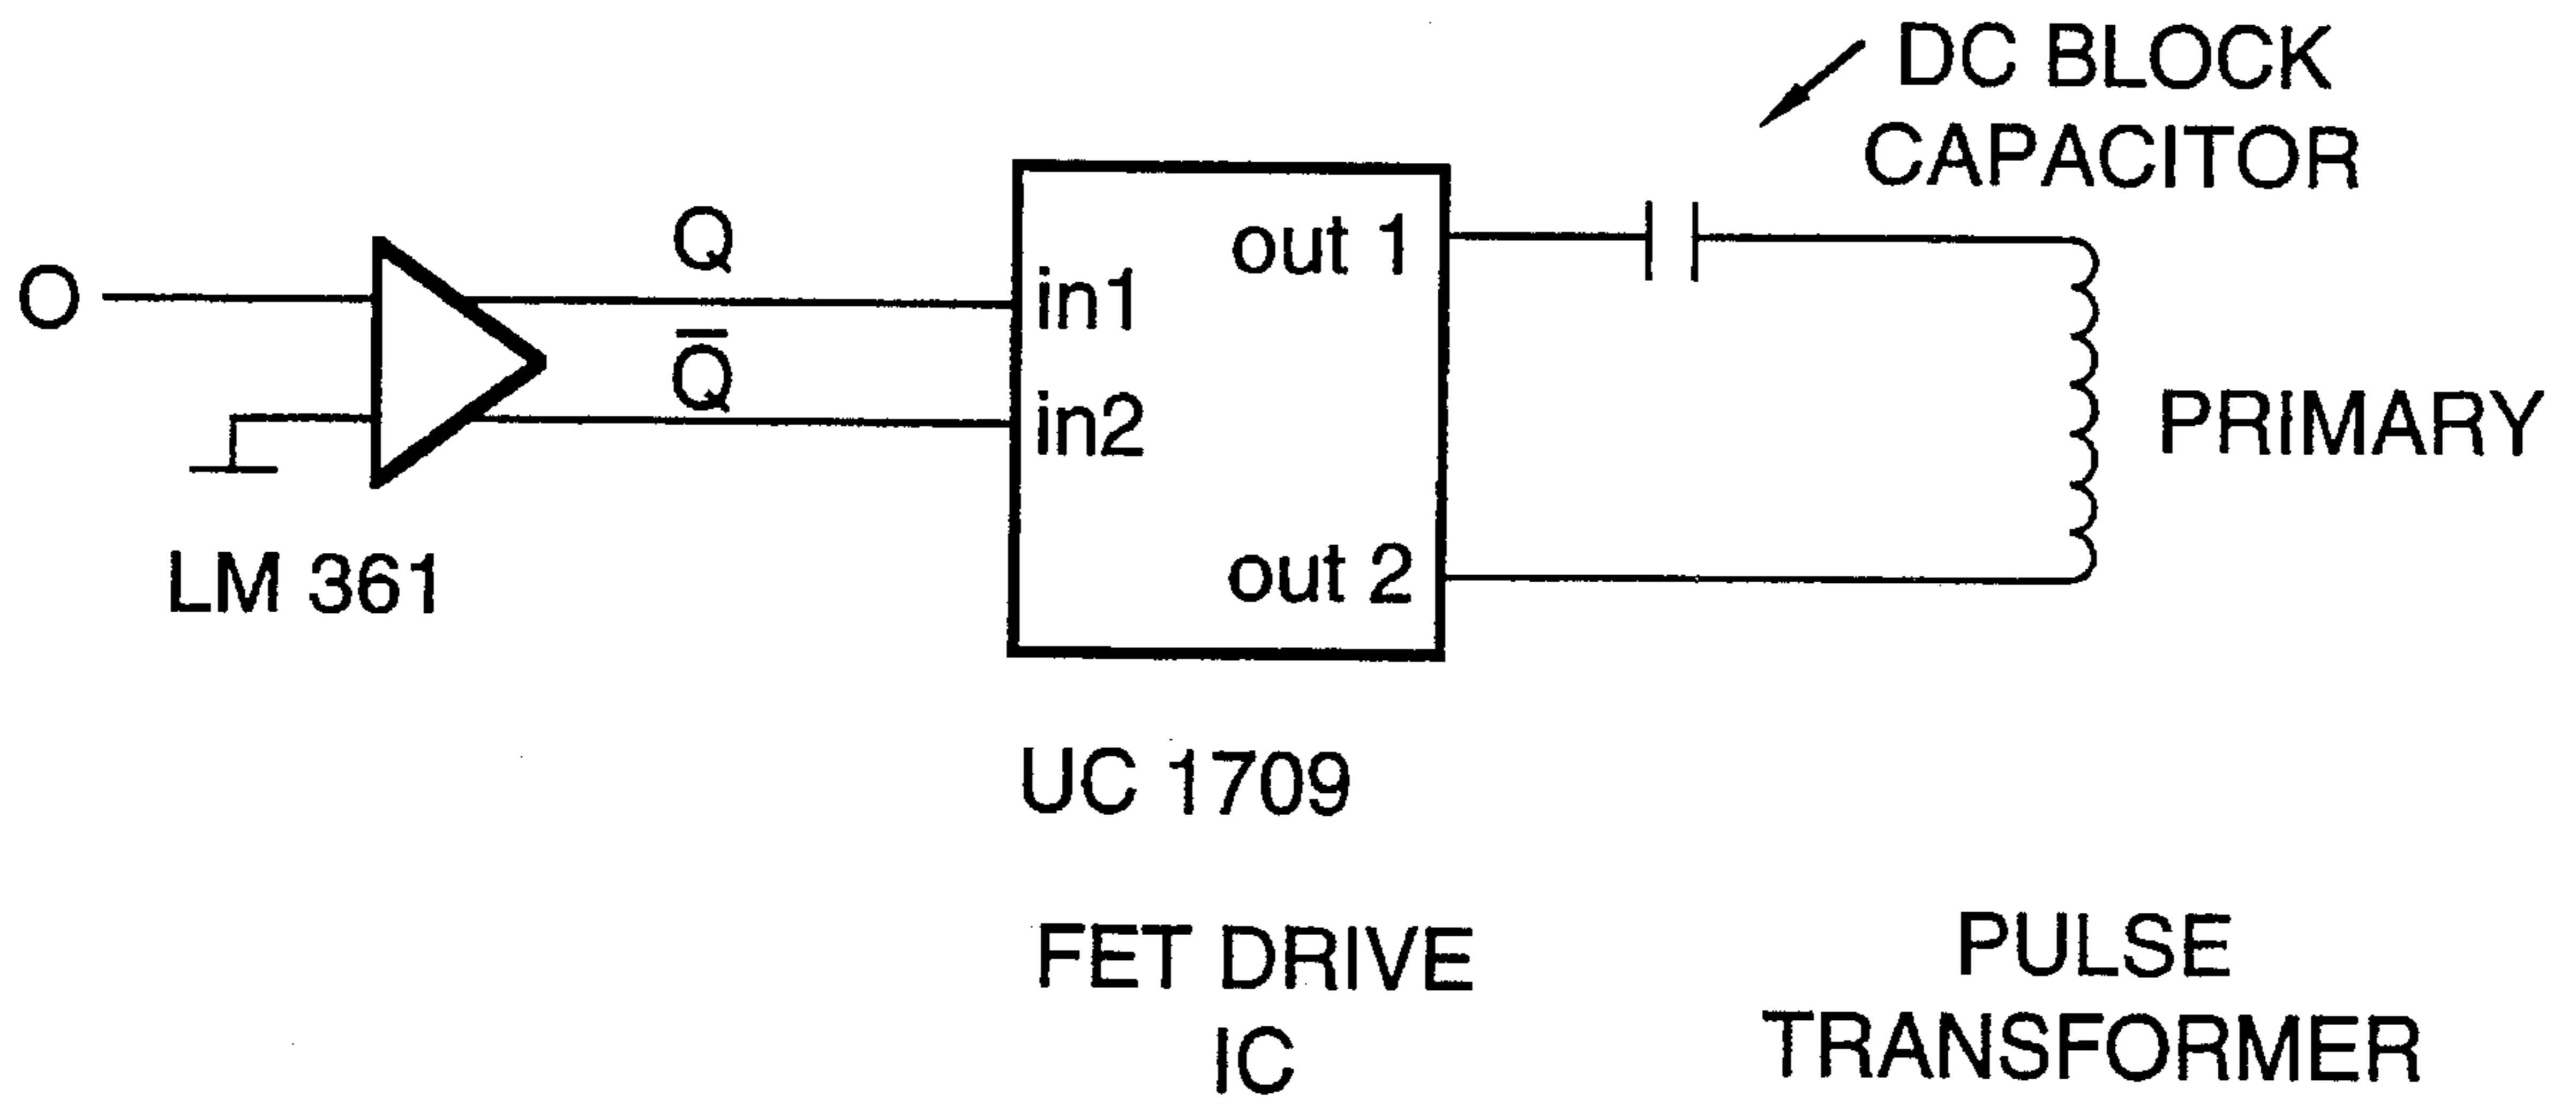 DC BLOCK
CAPACITOR
O
Q
Q̅
in1
in2
out 1
out 2
PRIMARY
LM 361
UC 1709
FET DRIVE
IC
PULSE
TRANSFORMER